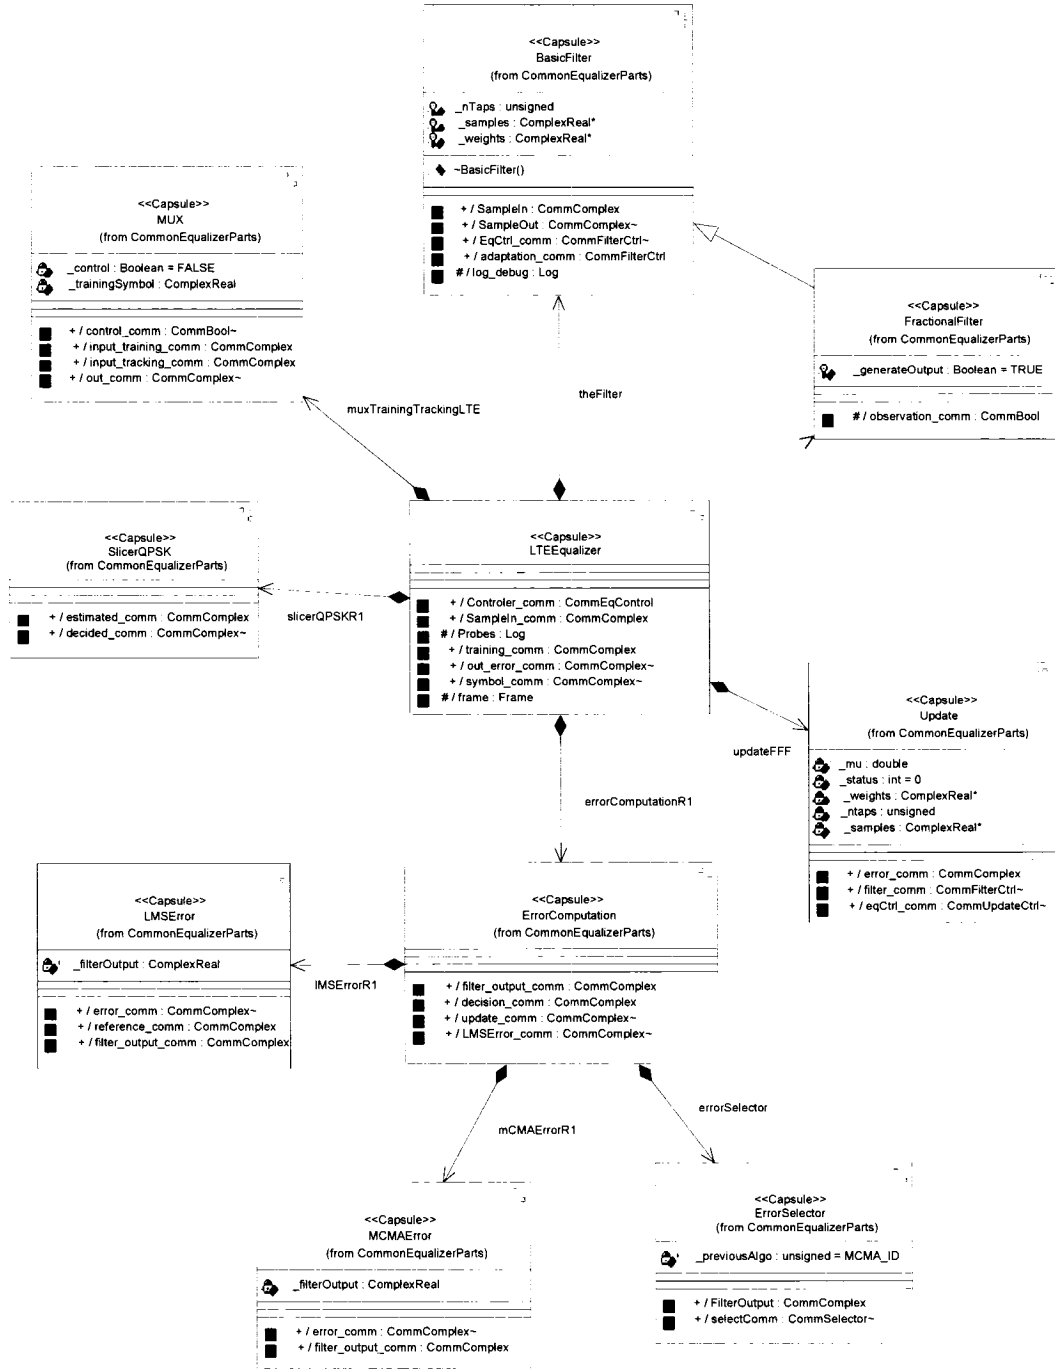 <<Capsule>>
BasicFilter
(from CommonEqualizerParts)
_nTaps : unsigned
_samples : ComplexReal*
_weights : ComplexReal*
~BasicFilter()
+ / SampleIn : CommComplex
+ / SampleOut : CommComplex~
+ / EqCtrl_comm : CommFilterCtrl~
+ / adaptation_comm : CommFilterCtrl
# / log_debug : Log
<<Capsule>>
MUX
(from CommonEqualizerParts)
_control : Boolean = FALSE
_trainingSymbol : ComplexReal
+ / control_comm : CommBool~
+ / input_training_comm : CommComplex
+ / input_tracking_comm : CommComplex
+ / out_comm : CommComplex~
<<Capsule>>
FractionalFilter
(from CommonEqualizerParts)
_generateOutput : Boolean = TRUE
# / observation_comm : CommBool
muxTrainingTrackingLTE
theFilter
<<Capsule>>
SlicerQPSK
(from CommonEqualizerParts)
+ / estimated_comm : CommComplex
+ / decided_comm : CommComplex~
slicerQPSKR1
<<Capsule>>
LTEEqualizer
+ / Controler_comm : CommEqControl
+ / SampleIn_comm : CommComplex
# / Probes : Log
+ / training_comm : CommComplex
+ / out_error_comm : CommComplex~
+ / symbol_comm : CommComplex~
# / frame : Frame
updateFFF
<<Capsule>>
Update
(from CommonEqualizerParts)
_mu : double
_status : int = 0
_weights : ComplexReal*
_ntaps : unsigned
_samples : ComplexReal*
+ / error_comm : CommComplex
+ / filter_comm : CommFilterCtrl~
+ / eqCtrl_comm : CommUpdateCtrl~
errorComputationR1
<<Capsule>>
LMSError
(from CommonEqualizerParts)
_filterOutput : ComplexReal
+ / error_comm : CommComplex~
+ / reference_comm : CommComplex
+ / filter_output_comm : CommComplex
lMSErrorR1
<<Capsule>>
ErrorComputation
(from CommonEqualizerParts)
+ / filter_output_comm : CommComplex
+ / decision_comm : CommComplex
+ / update_comm : CommComplex~
+ / LMSError_comm : CommComplex~
mCMAErrorR1
errorSelector
<<Capsule>>
MCMAError
(from CommonEqualizerParts)
_filterOutput : ComplexReal
+ / error_comm : CommComplex~
+ / filter_output_comm : CommComplex
<<Capsule>>
ErrorSelector
(from CommonEqualizerParts)
_previousAlgo : unsigned = MCMA_ID
+ / FilterOutput : CommComplex
+ / selectComm : CommSelector~